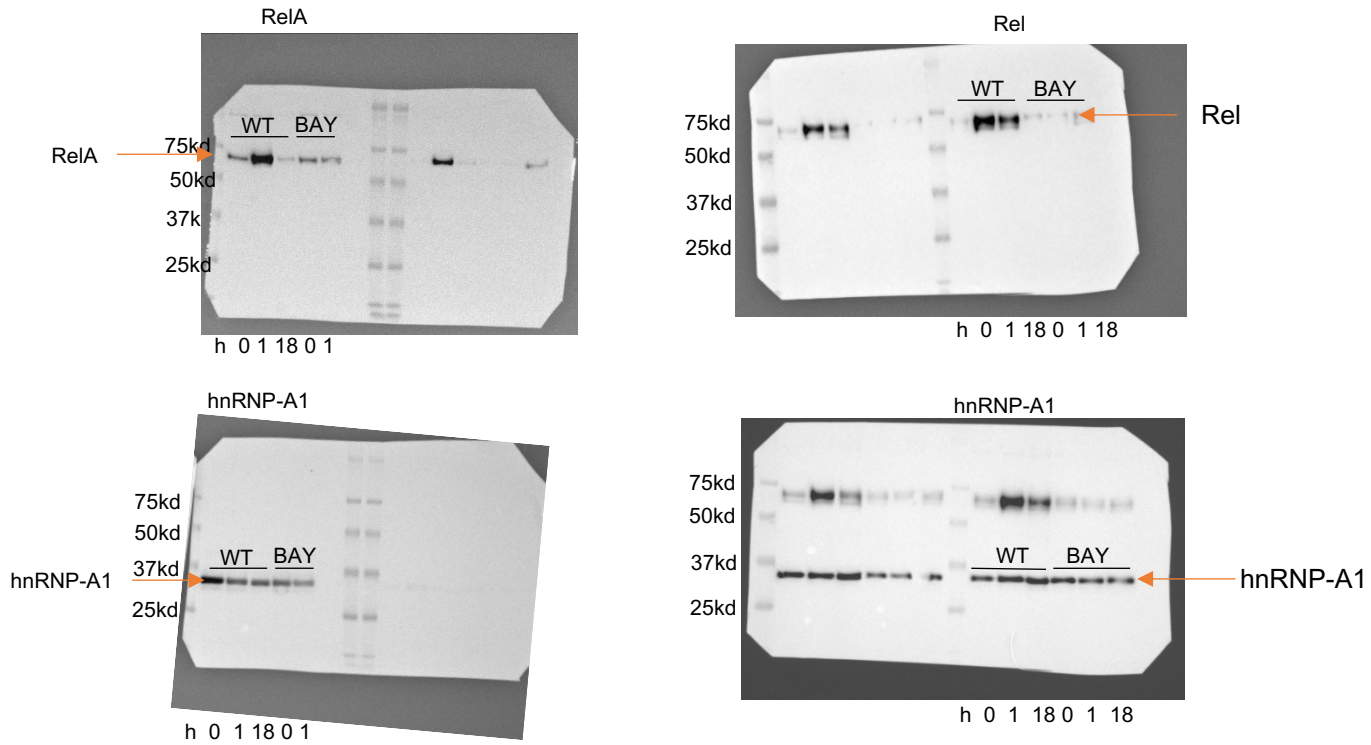 RelA
WT BAY
75kd
RelA
50kd
37k
25kd
h 0 1 18 0 1
Rel
WT BAY
75kd
Rel
50kd
37kd
25kd
h 0 1 18 0 1 18
hnRNP-A1
75kd
50kd
WT BAY
37kd
hnRNP-A1
25kd
h 0 1 18 0 1
hnRNP-A1
75kd
50kd
WT BAY
37kd
hnRNP-A1
25kd
h 0 1 18 0 1 18